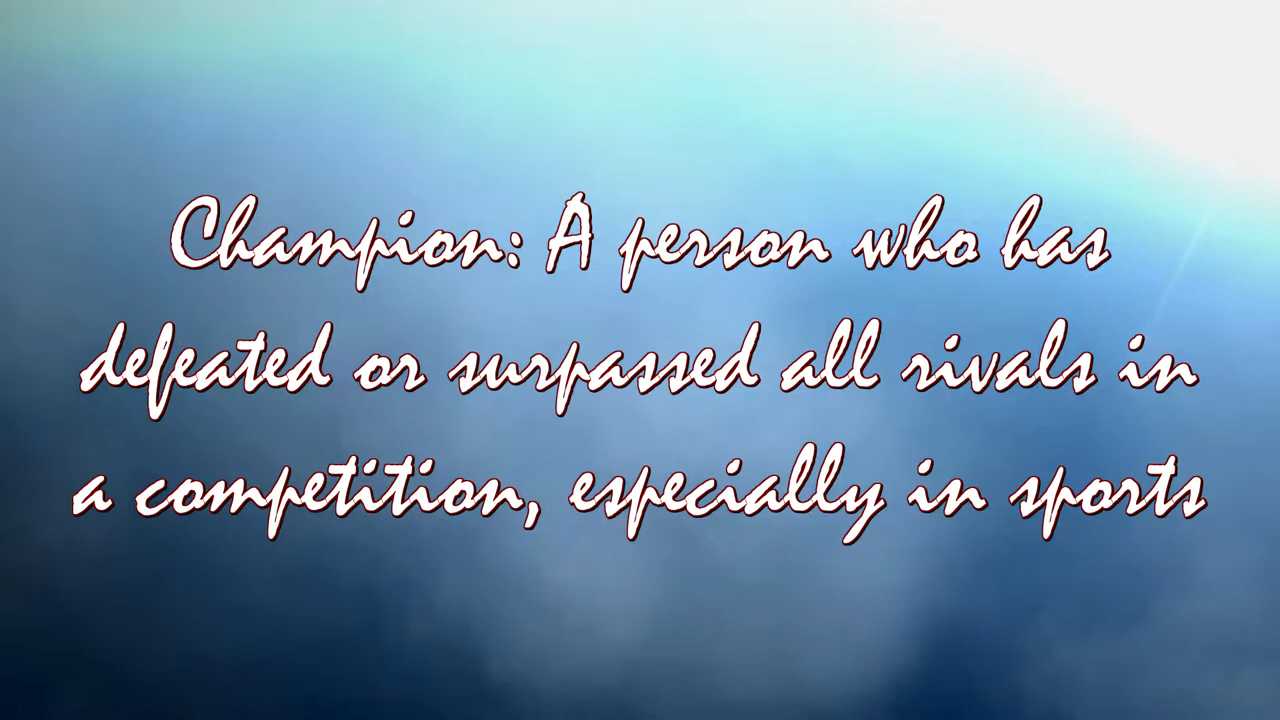 Champion: A person who has
defeated or surpassed all rivals in
a competition, especially in sports